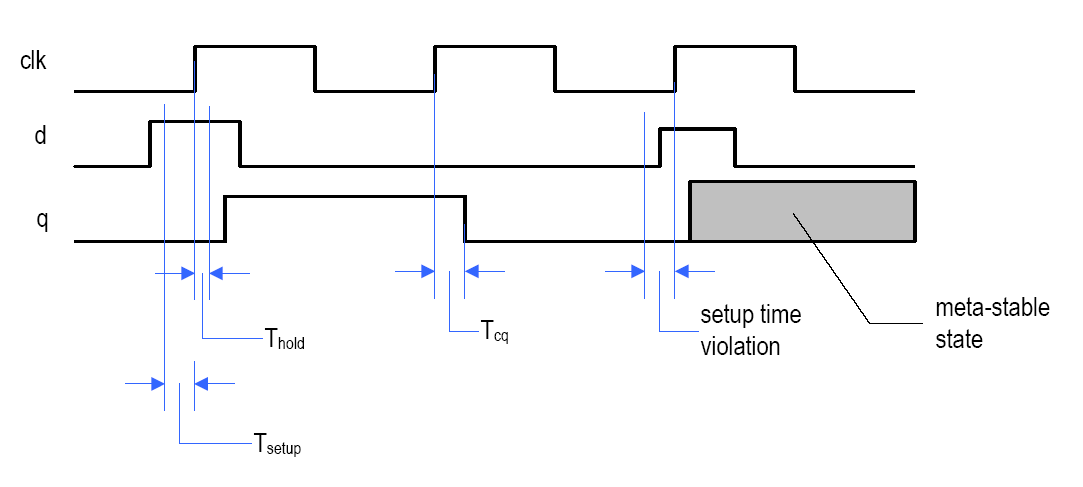 clk
d
q
Thold
Tcq
setup time
violation
meta-stable
state
Tsetup